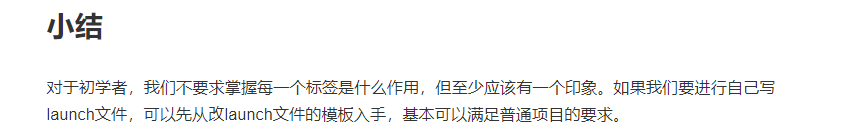 小结
对于初学者，我们不要求掌握每一个标签是什么作用，但至少应该有一个印象。如果我们要进行自己写
launch文件，可以先从改launch文件的模板入手，基本可以满足普通项目的要求。